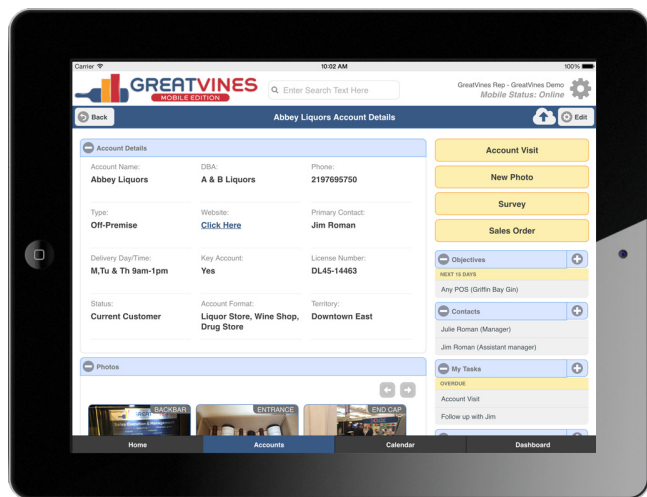 Carrier
10:02 AM
100%
GREATVINES
MOBILE EDITION
Enter Search Text Here
GreatVines Rep - GreatVines Demo
Mobile Status: Online
Back
Abbey Liquors Account Details
Edit
Account Details
Account Name:
DBA:
Phone:
Abbey Liquors
A & B Liquors
2197695750
Type:
Website:
Primary Contact:
Off-Premise
Click Here
Jim Roman
Delivery Day/Time:
Key Account:
License Number:
M,Tu & Th 9am-1pm
Yes
DL45-14463
Status:
Account Format:
Territory:
Current Customer
Liquor Store, Wine Shop,
Drug Store
Downtown East
Photos
BACKBAR
ENTRANCE
END CAP
Account Visit
New Photo
Survey
Sales Order
Objectives
NEXT 15 DAYS
Any POS (Griffin Bay Gin)
Contacts
Julie Roman (Manager)
Jim Roman (Assistant manager)
My Tasks
OVERDUE
Account Visit
Follow up with Jim
Home
Accounts
Calendar
Dashboard